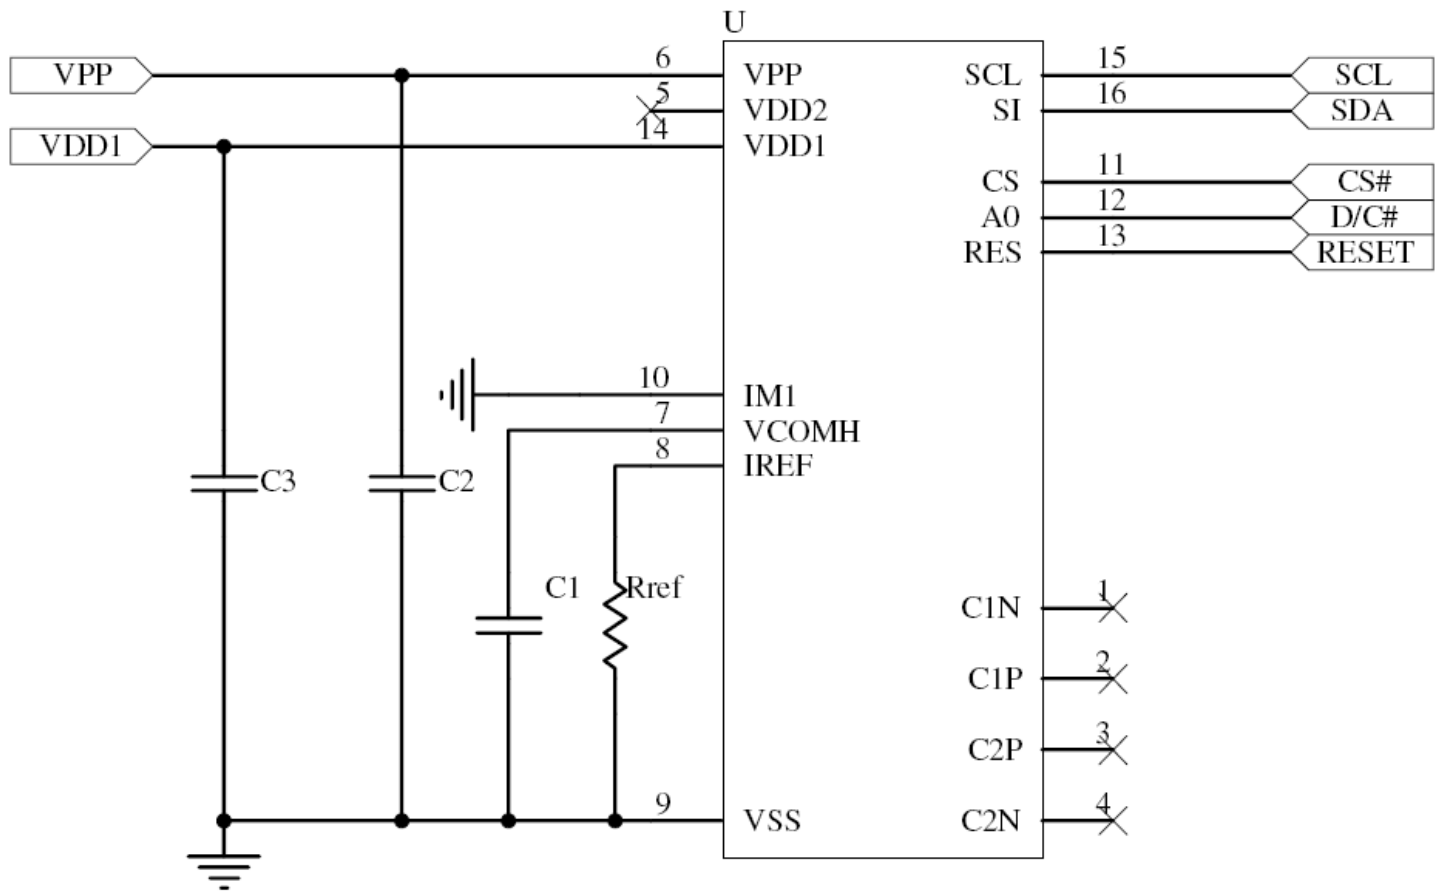 U
VPP 6 VPP SCL 15 SCL
5 VDD2 SI 16 SDA
VDD1 14 VDD1
CS 11 CS#
A0 12 D/C#
RES 13 RESET
10 IM1
7 VCOMH
8 IREF
C3 C2
C1 Rref
C1N 1
C1P 2
C2P 3
9 VSS C2N 4